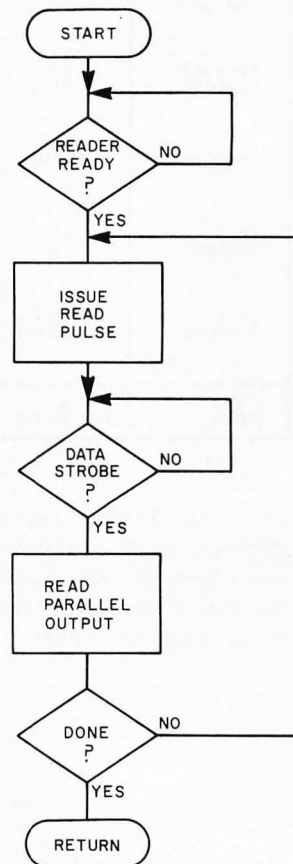 START
READER
READY
?
NO
YES
ISSUE
READ
PULSE
DATA
STROBE
?
NO
YES
READ
PARALLEL
OUTPUT
DONE
?
NO
YES
RETURN